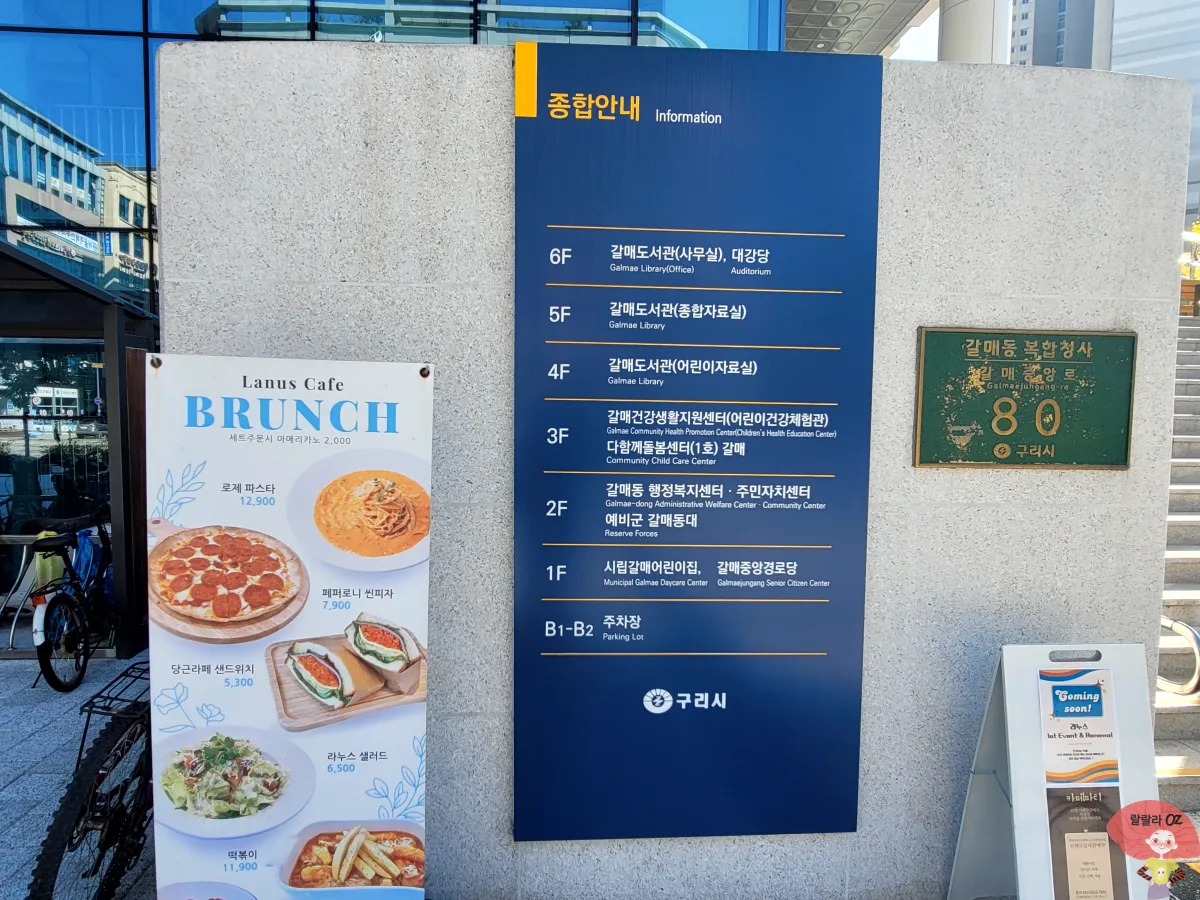 종합안내 Information
6F 갈매도서관(사무실), 대강당
Galmae Library(Office) Auditorium
5F 갈매도서관(종합자료실)
Galmae Library
4F 갈매도서관(어린이자료실)
Galmae Library
3F 갈매건강생활지원센터(어린이건강체험관)
Galmae Community Health Promotion Center(Children's Health Education Center)
다함께돌봄센터(1호) 갈매
Community Child Care Center
2F 갈매동 행정복지센터 · 주민자치센터
Galmae-dong Administrative Welfare Center · Community Center
예비군 갈매동대
Reserve Forces
1F 시립갈매어린이집, 갈매중앙경로당
Municipal Galmae Daycare Center Galmaejungang Senior Citizen Center
B1-B2 주차장
Parking Lot
구리시
Lanus Cafe
BRUNCH
세트주문시 아메리카노 2,000
로제 파스타
12,900
페퍼로니 씬피자
7,900
당근라페 샌드위치
5,300
라누스 샐러드
6,500
떡볶이
11,900
갈매동 복합청사
갈매중앙로
Galmaejungang-ro
80
구리시
Coming
soon!
라누스
1st Event & Renewal
랄랄라 OZ